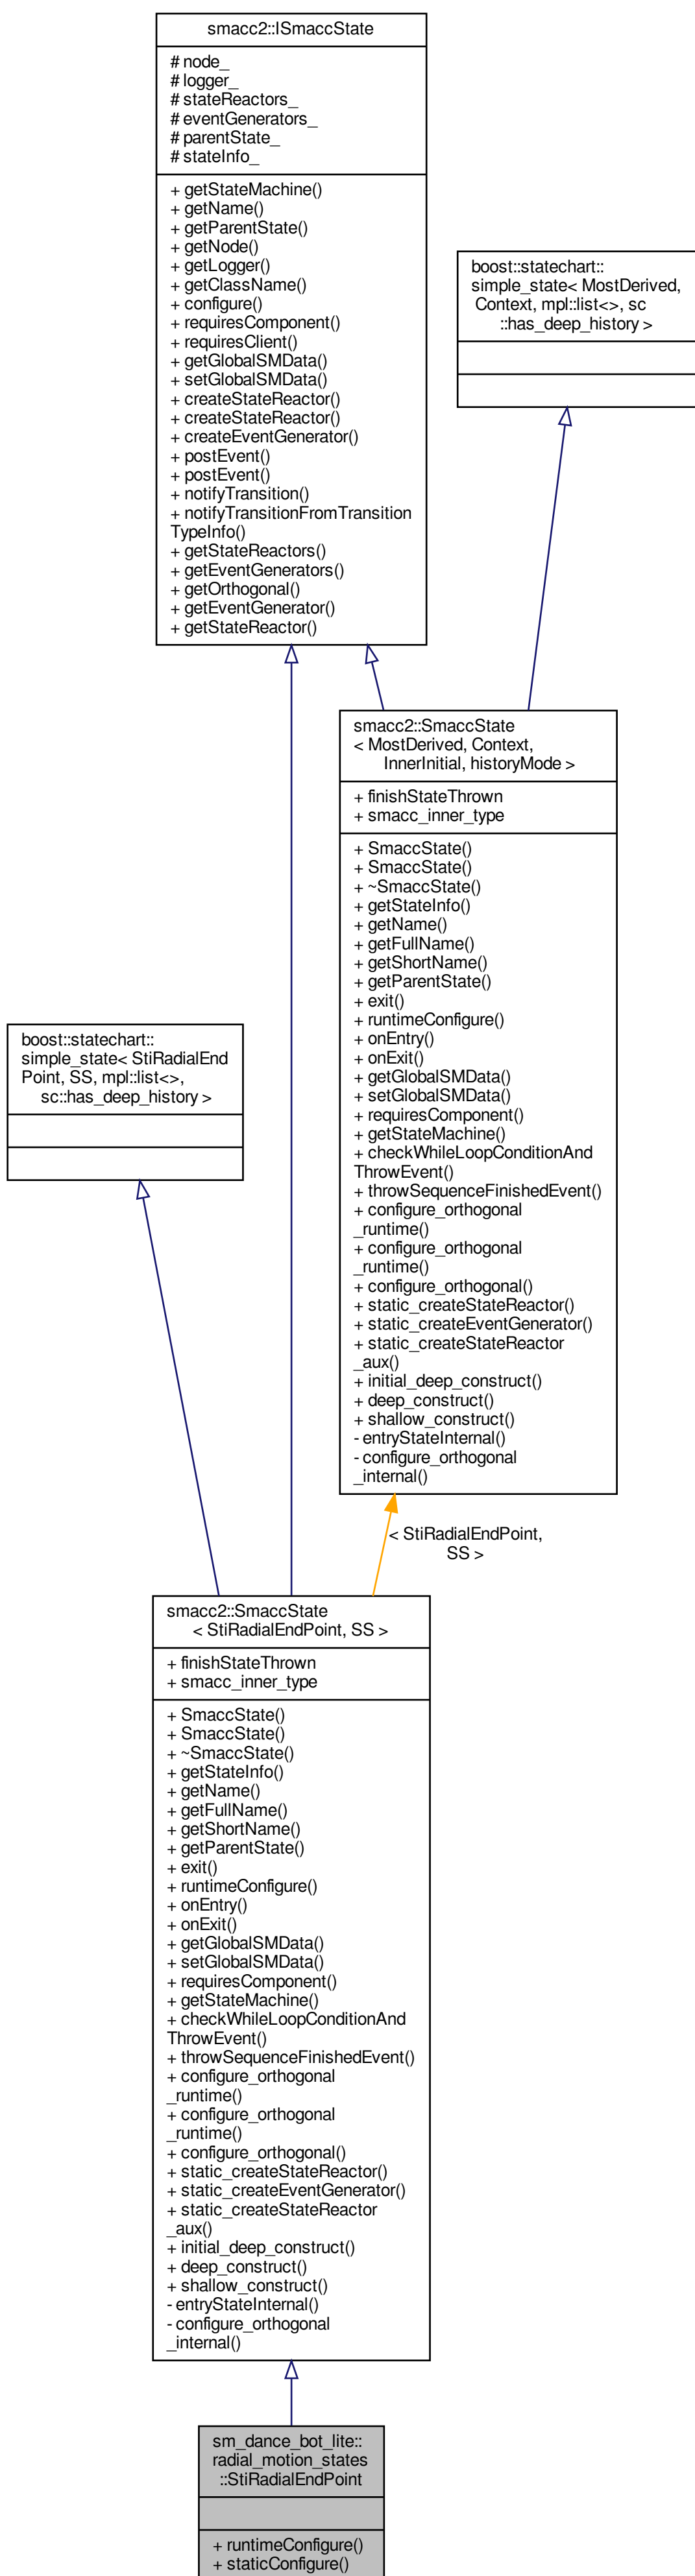 smacc2::ISmaccState
# node_
# logger_
# stateReactors_
# eventGenerators_
# parentState_
# stateInfo_
+ getStateMachine()
+ getName()
+ getParentState()
+ getNode()
+ getLogger()
+ getClassName()
+ configure()
+ requiresComponent()
+ requiresClient()
+ getGlobalSMData()
+ setGlobalSMData()
+ createStateReactor()
+ createStateReactor()
+ createEventGenerator()
+ postEvent()
+ postEvent()
+ notifyTransition()
+ notifyTransitionFromTransition
TypeInfo()
+ getStateReactors()
+ getEventGenerators()
+ getOrthogonal()
+ getEventGenerator()
+ getStateReactor()
boost::statechart::
simple_state< MostDerived,
Context, mpl::list<>, sc
::has_deep_history >
smacc2::SmaccState
< MostDerived, Context,
InnerInitial, historyMode >
+ finishStateThrown
+ smacc_inner_type
+ SmaccState()
+ SmaccState()
+ ~SmaccState()
+ getStateInfo()
+ getName()
+ getFullName()
+ getShortName()
+ getParentState()
+ exit()
+ runtimeConfigure()
+ onEntry()
+ onExit()
+ getGlobalSMData()
+ setGlobalSMData()
+ requiresComponent()
+ getStateMachine()
+ checkWhileLoopConditionAnd
ThrowEvent()
+ throwSequenceFinishedEvent()
+ configure_orthogonal
_runtime()
+ configure_orthogonal
_runtime()
+ configure_orthogonal()
+ static_createStateReactor()
+ static_createEventGenerator()
+ static_createStateReactor
_aux()
+ initial_deep_construct()
+ deep_construct()
+ shallow_construct()
- entryStateInternal()
- configure_orthogonal
_internal()
boost::statechart::
simple_state< StiRadialEnd
Point, SS, mpl::list<>,
sc::has_deep_history >
< StiRadialEndPoint,
SS >
smacc2::SmaccState
< StiRadialEndPoint, SS >
+ finishStateThrown
+ smacc_inner_type
+ SmaccState()
+ SmaccState()
+ ~SmaccState()
+ getStateInfo()
+ getName()
+ getFullName()
+ getShortName()
+ getParentState()
+ exit()
+ runtimeConfigure()
+ onEntry()
+ onExit()
+ getGlobalSMData()
+ setGlobalSMData()
+ requiresComponent()
+ getStateMachine()
+ checkWhileLoopConditionAnd
ThrowEvent()
+ throwSequenceFinishedEvent()
+ configure_orthogonal
_runtime()
+ configure_orthogonal
_runtime()
+ configure_orthogonal()
+ static_createStateReactor()
+ static_createEventGenerator()
+ static_createStateReactor
_aux()
+ initial_deep_construct()
+ deep_construct()
+ shallow_construct()
- entryStateInternal()
- configure_orthogonal
_internal()
sm_dance_bot_lite::
radial_motion_states
::StiRadialEndPoint
+ runtimeConfigure()
+ staticConfigure()